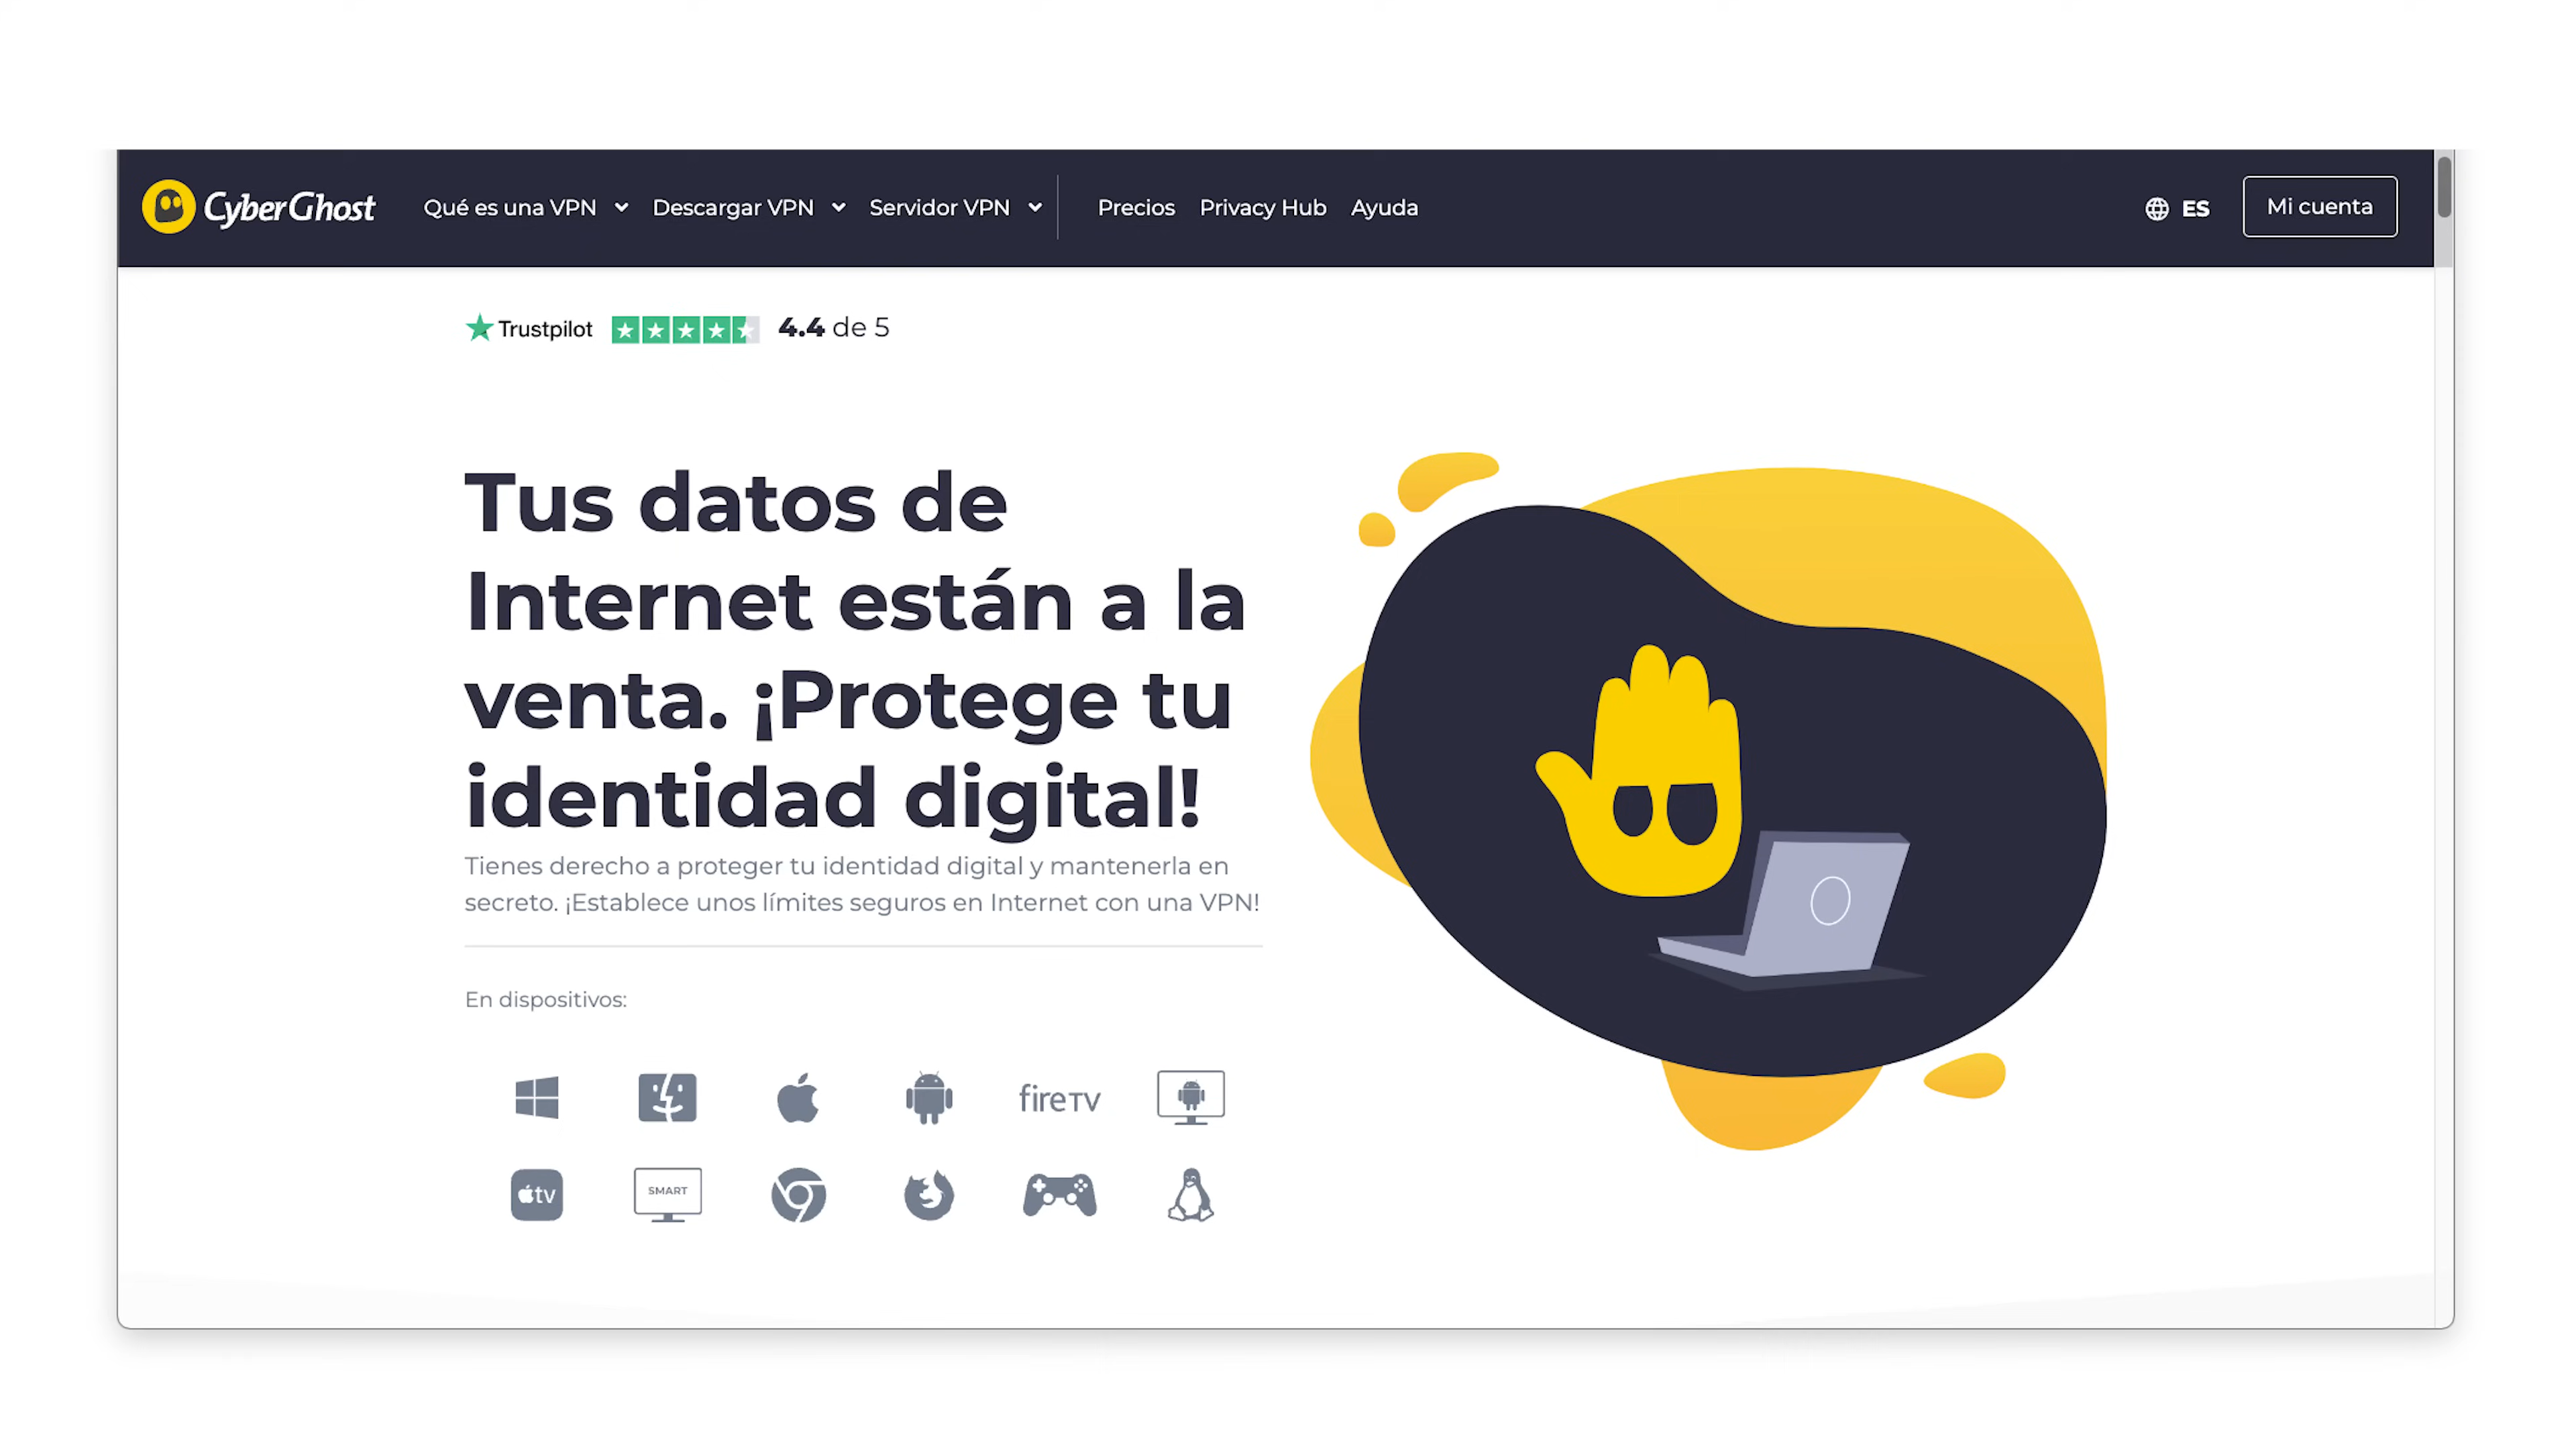 CyberGhost Qué es una VPN Descargar VPN Servidor VPN Precios Privacy Hub Ayuda ES Mi cuenta
Trustpilot 4.4 de 5
Tus datos de
Internet están a la
venta. ¡Protege tu
identidad digital!
Tienes derecho a proteger tu identidad digital y mantenerla en
secreto. ¡Establece unos límites seguros en Internet con una VPN!
En dispositivos:
fireTV
tv SMART